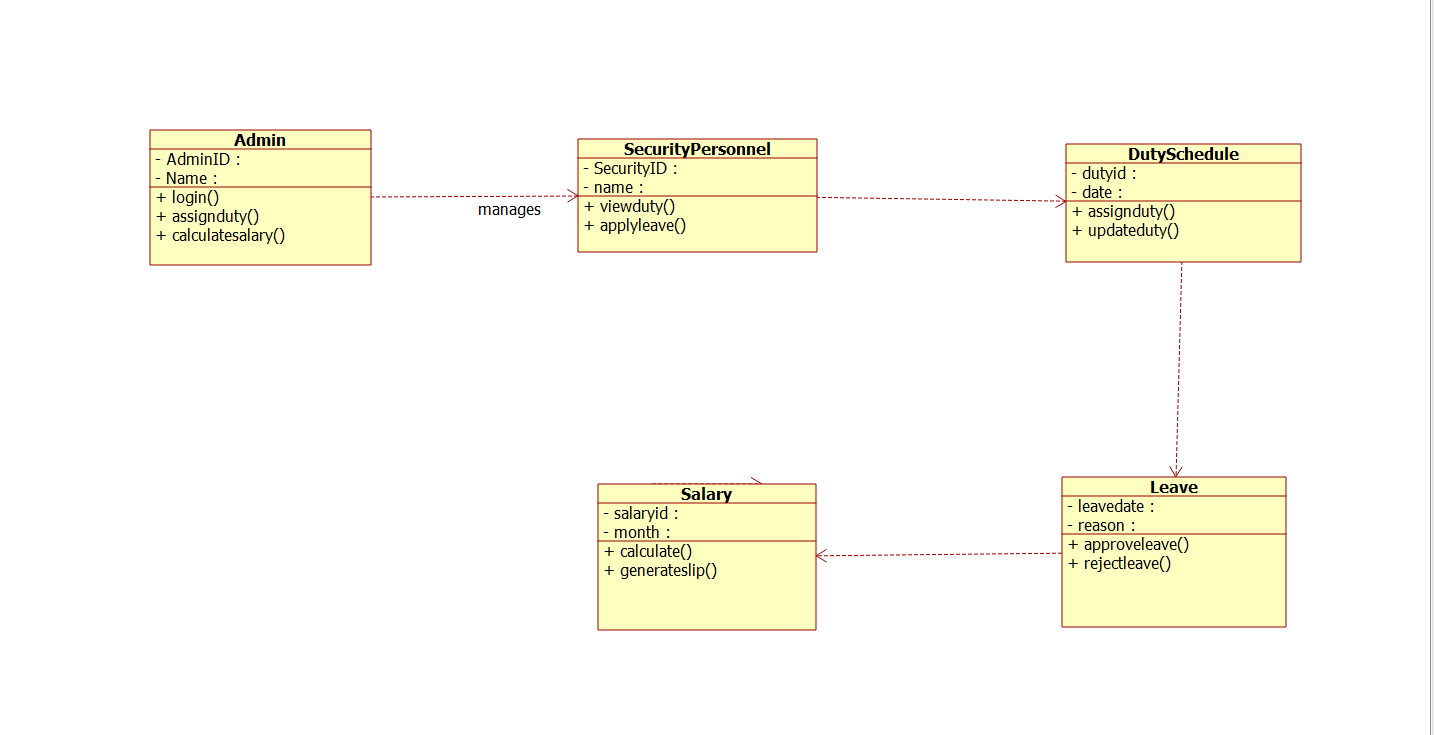 Admin
- AdminID :
- Name :
+ login()
+ assignduty()
+ calculatesalary()
manages
SecurityPersonnel
- SecurityID :
- name :
+ viewduty()
+ applyleave()
DutySchedule
- dutyid :
- date :
+ assignduty()
+ updateduty()
Salary
- salaryid :
- month :
+ calculate()
+ generateslip()
Leave
- leavedate :
- reason :
+ approveleave()
+ rejectleave()